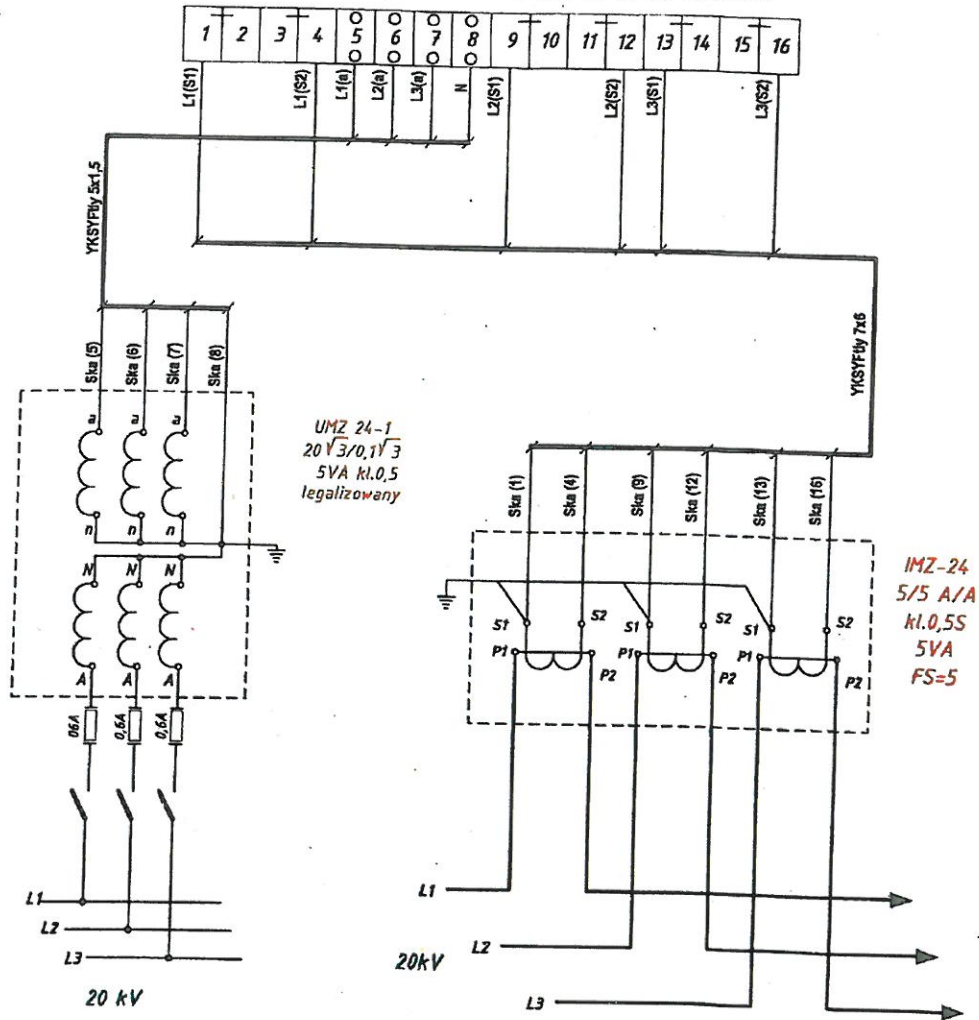 1 2 3 4 5 6 7 8 9 10 11 12 13 14 15 16
L1(S1) L1(S2) L1(a) L2(a) L3(a) N L2(S1) L2(S2) L3(S1) L3(S2)
YKSYFtly 5x1,5
YKSYFtly 7x6
Ska (5) Ska (6) Ska (7) Ska (8)
a a a
UMZ 24-1
20√3/0,1√3
5VA kl.0,5
legalizowany
n n n
N N N
A A A
06A 0,6A 0,6A
L1
L2
L3
20 kV
Ska (1) Ska (4) Ska (9) Ska (12) Ska (13) Ska (16)
IMZ-24
5/5 A/A
kl.0,5S
5VA
FS=5
S1 S2 S1 S2 S1 S2
P1 P2 P1 P2 P1 P2
L1
L2
20kV
L3